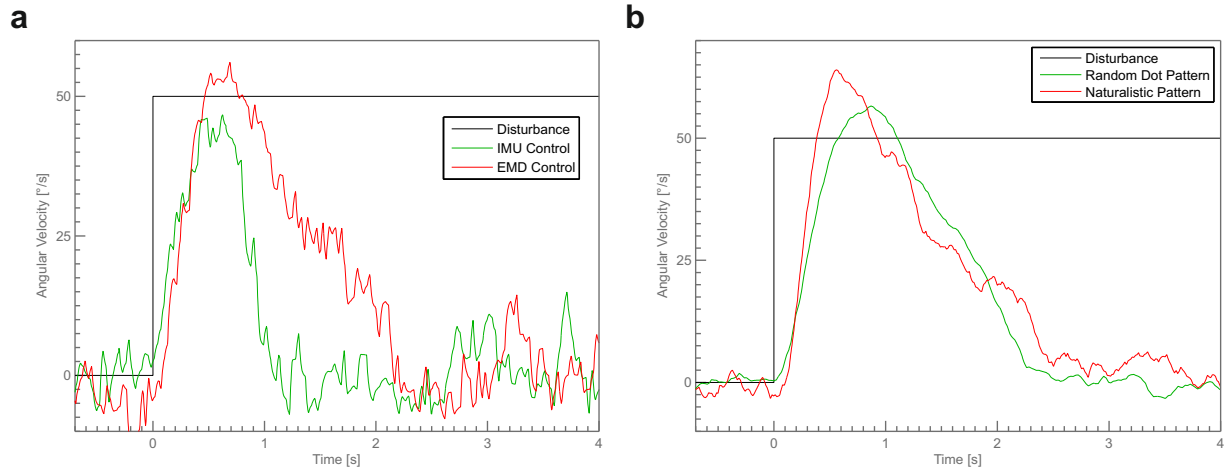 a
Angular Velocity [°/s]
50
25
0
Disturbance
IMU Control
EMD Control
0 1 2 3 4
Time [s]
b
Angular Velocity [°/s]
50
25
0
Disturbance
Random Dot Pattern
Naturalistic Pattern
0 1 2 3 4
Time [s]